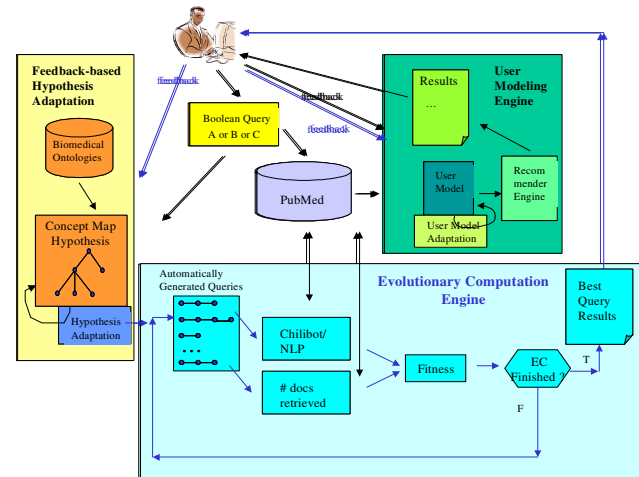 Feedback-based
Hypothesis
Adaptation
Biomedical
Ontologies
Concept Map
Hypothesis
Hypothesis
Adaptation
feedback
Boolean Query
A or B or C
feedback
feedback
PubMed
Results
...
User
Modeling
Engine
User
Model
Recom
mender
Engine
User Model
Adaptation
Automatically
Generated Queries
Evolutionary Computation
Engine
...
Chilibot/
NLP
# docs
retrieved
Fitness
EC
Finished ?
T
F
Best
Query
Results